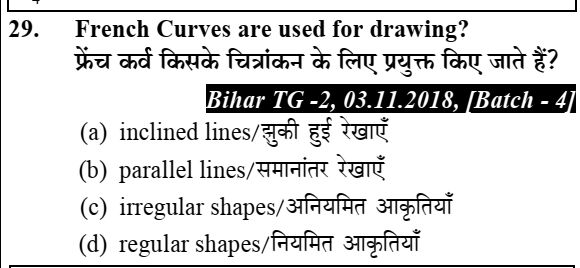 29. French Curves are used for drawing?
फ्रेंच कर्व किसके चित्रांकन के लिए प्रयुक्त किए जाते हैं?
Bihar TG -2, 03.11.2018, [Batch - 4]
(a) inclined lines/झुकी हुई रेखाएँ
(b) parallel lines/समानांतर रेखाएँ
(c) irregular shapes/अनियमित आकृतियाँ
(d) regular shapes/नियमित आकृतियाँ